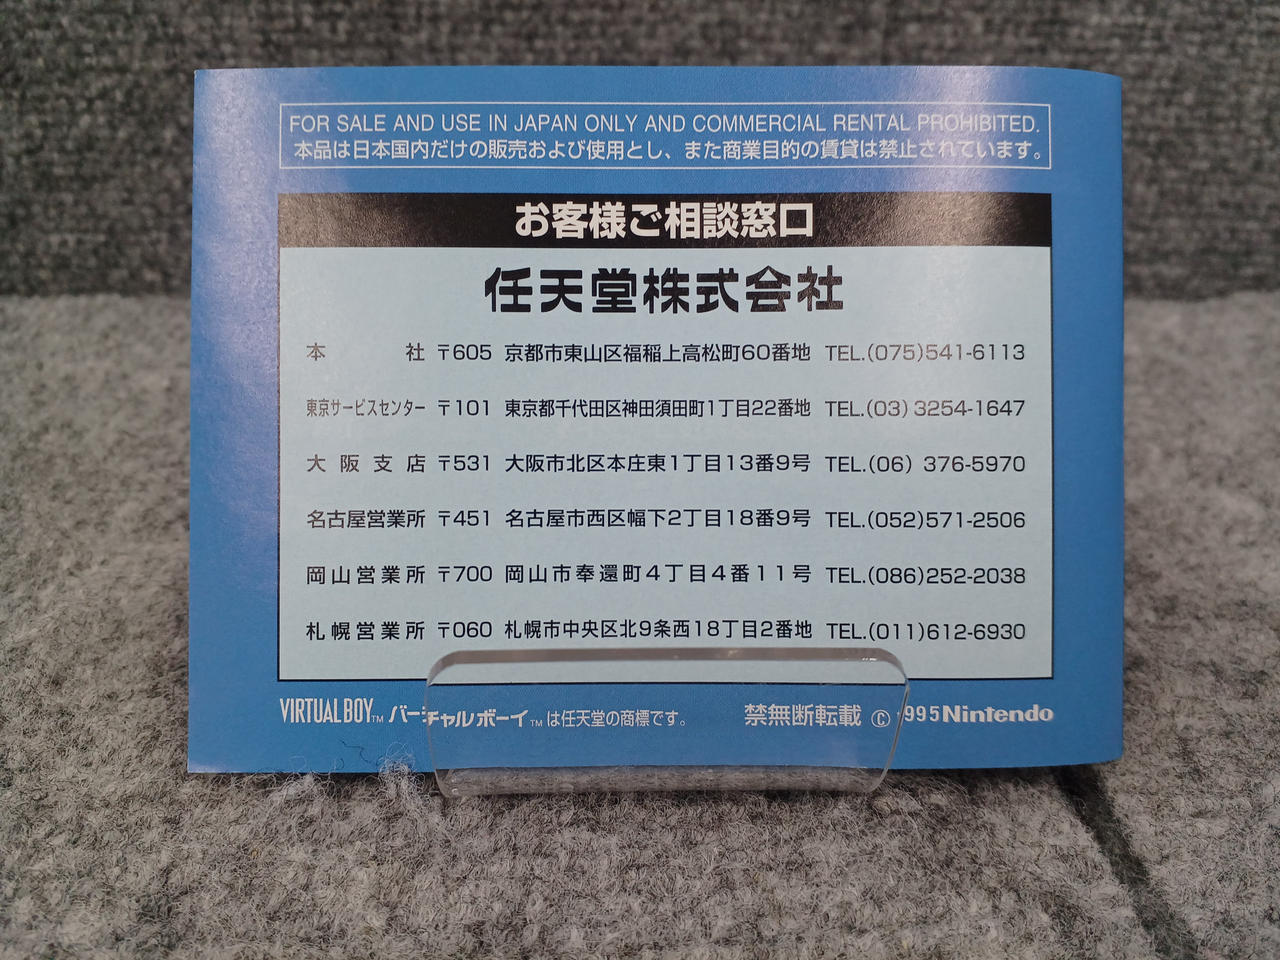 FOR SALE AND USE IN JAPAN ONLY AND COMMERCIAL RENTAL PROHIBITED.
本品は日本国内だけの販売および使用とし、また商業目的の賃貸は禁止されています。
お客様ご相談窓口
任天堂株式会社
本社 〒605 京都市東山区福稲上高松町60番地 TEL.(075)541-6113
東京サービスセンター 〒101 東京都千代田区神田須田町1丁目22番地 TEL.(03)3254-1647
大阪支店 〒531 大阪市北区本庄東1丁目13番9号 TEL.(06) 376-5970
名古屋営業所 〒451 名古屋市西区幅下2丁目18番9号 TEL.(052)571-2506
岡山営業所 〒700 岡山市奉還町4丁目4番11号 TEL.(086)252-2038
札幌営業所 〒060 札幌市中央区北9条西18丁目2番地 TEL.(011)612-6930
VIRTUAL BOY™ バーチャルボーイ™は任天堂の商標です。 禁無断転載 ©1995 Nintendo